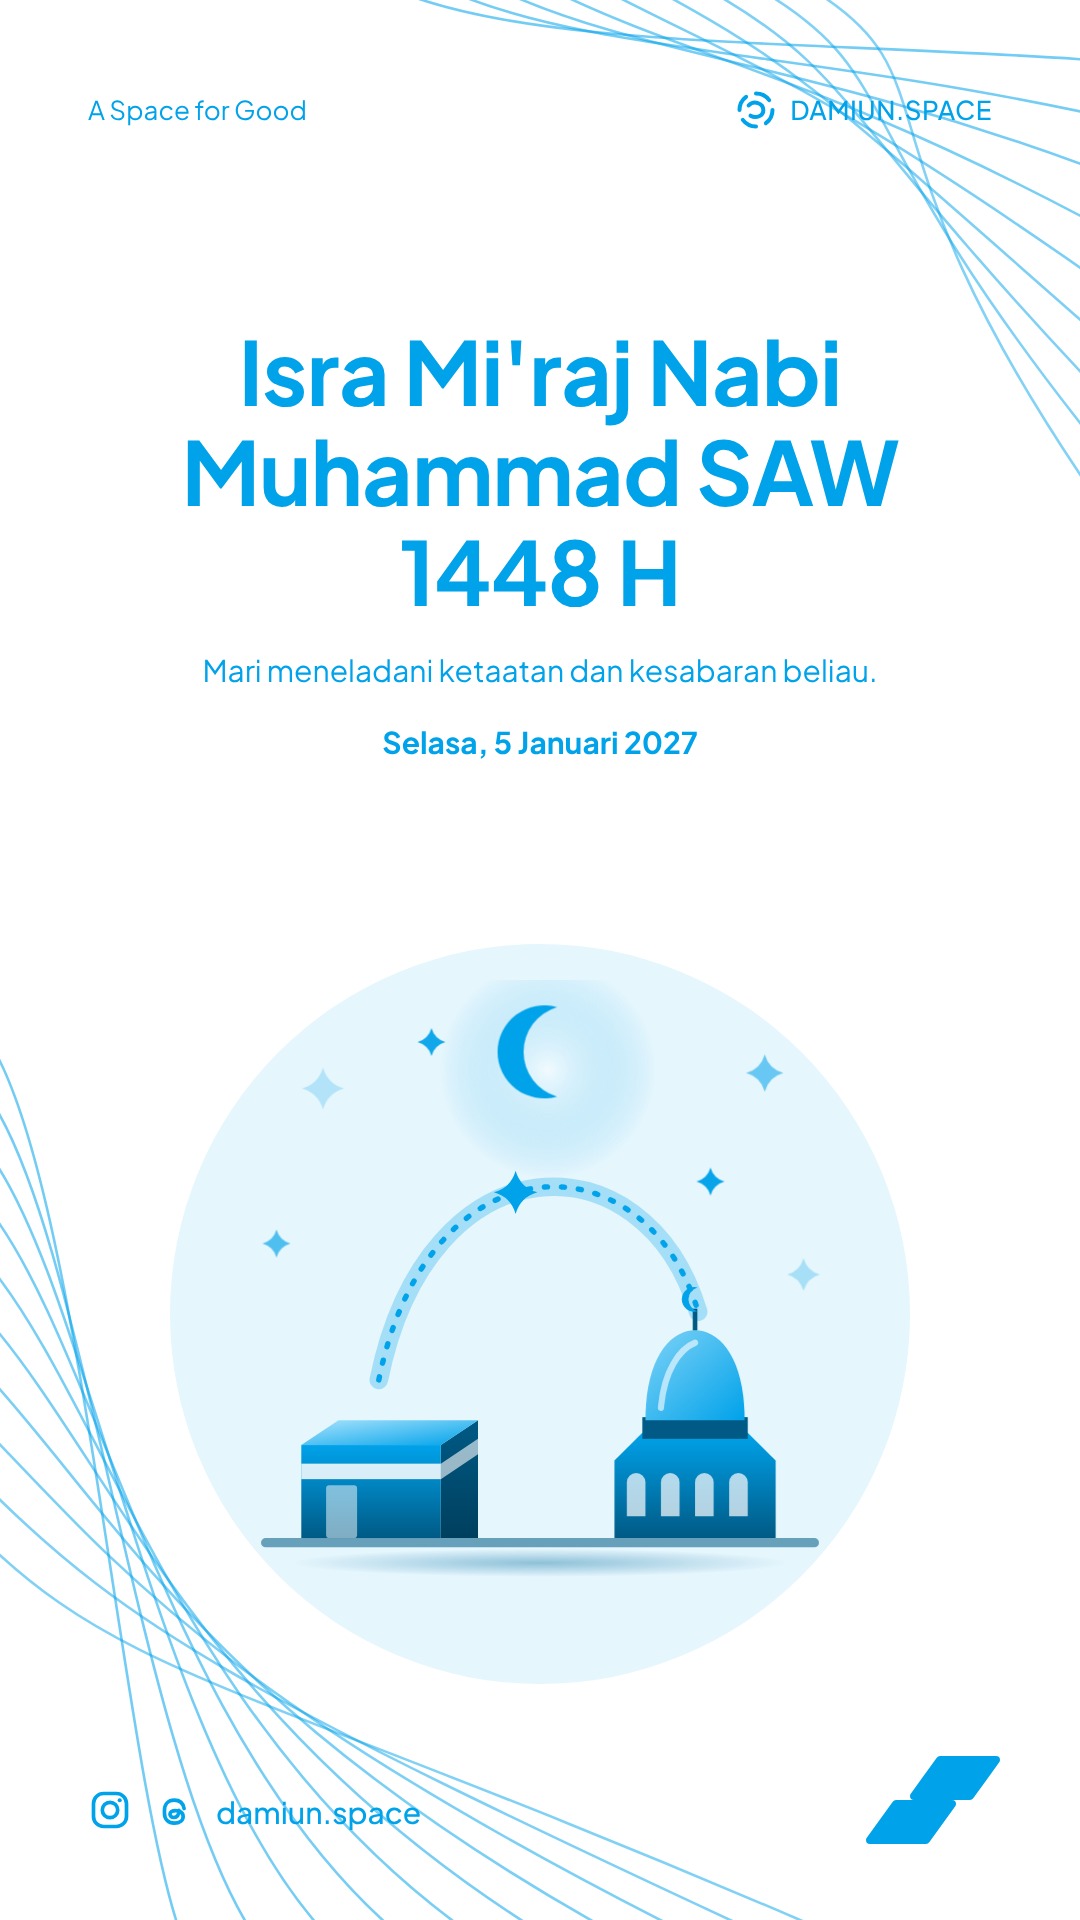 A Space for Good
DAMIUN.SPACE
Isra Mi'raj Nabi
Muhammad SAW
1448 H
Mari meneladani ketaatan dan kesabaran beliau.
Selasa, 5 Januari 2027
damiun.space